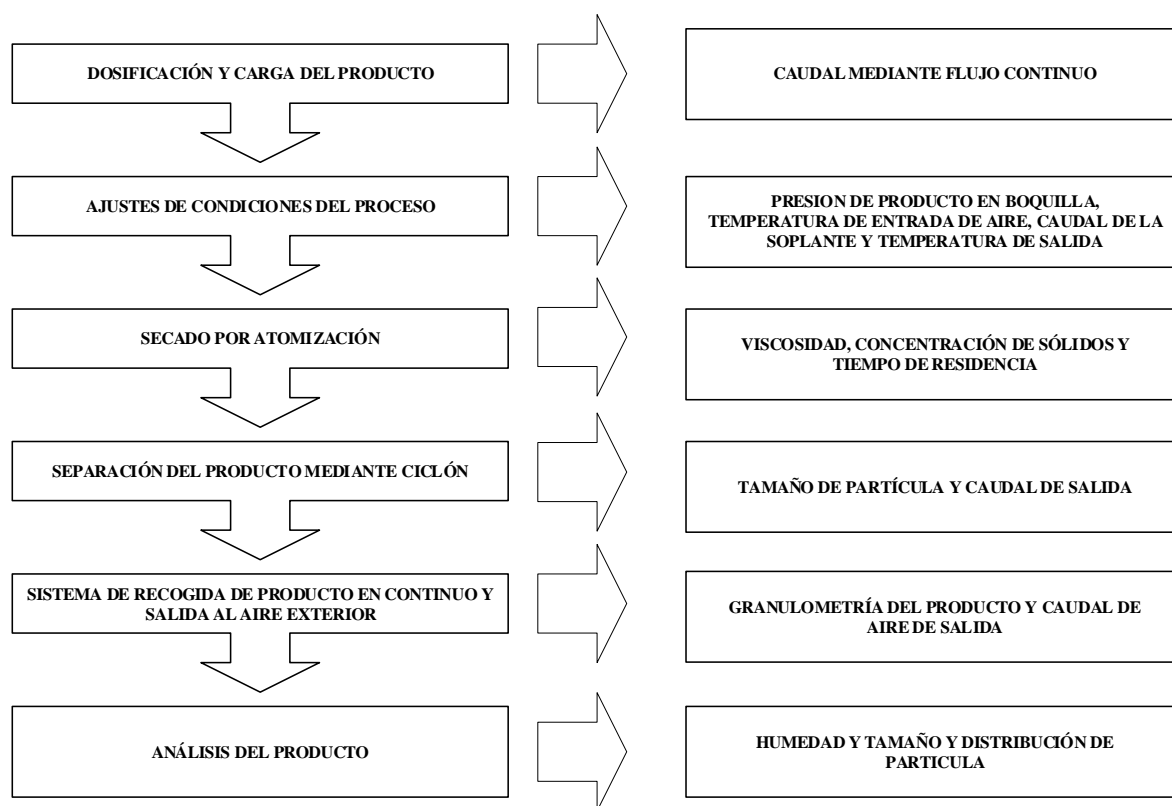 DOSIFICACIÓN Y CARGA DEL PRODUCTO
CAUDAL MEDIANTE FLUJO CONTINUO
AJUSTES DE CONDICIONES DEL PROCESO
PRESION DE PRODUCTO EN BOQUILLA,
TEMPERATURA DE ENTRADA DE AIRE, CAUDAL DE LA
SOPLANTE Y TEMPERATURA DE SALIDA
SECADO POR ATOMIZACIÓN
VISCOSIDAD, CONCENTRACIÓN DE SÓLIDOS Y
TIEMPO DE RESIDENCIA
SEPARACIÓN DEL PRODUCTO MEDIANTE CICLÓN
TAMAÑO DE PARTÍCULA Y CAUDAL DE SALIDA
SISTEMA DE RECOGIDA DE PRODUCTO EN CONTINUO Y
SALIDA AL AIRE EXTERIOR
GRANULOMETRÍA DEL PRODUCTO Y CAUDAL DE
AIRE DE SALIDA
ANÁLISIS DEL PRODUCTO
HUMEDAD Y TAMAÑO Y DISTRIBUCIÓN DE
PARTICULA